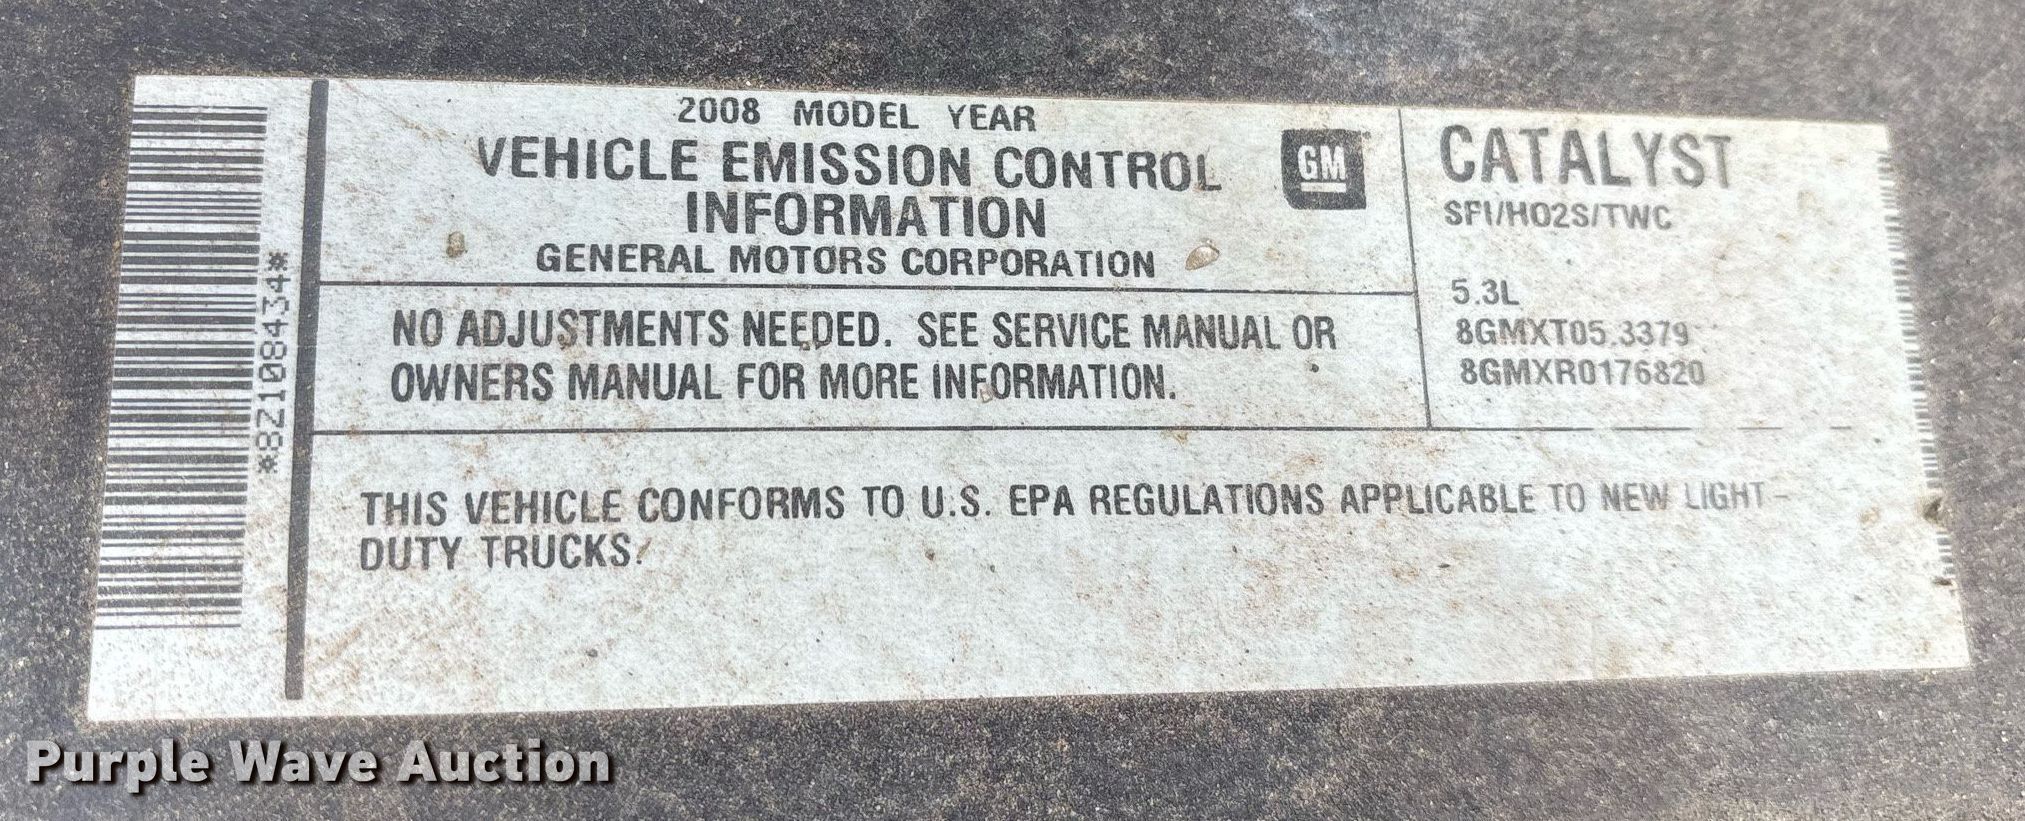 2008 MODEL YEAR
VEHICLE EMISSION CONTROL
INFORMATION
GENERAL MOTORS CORPORATION
GM
CATALYST
SFI/HO2S/TWC
5.3L
8GMXT05.3379
8GMXR0176820
NO ADJUSTMENTS NEEDED. SEE SERVICE MANUAL OR
OWNERS MANUAL FOR MORE INFORMATION.
THIS VEHICLE CONFORMS TO U.S. EPA REGULATIONS APPLICABLE TO NEW LIGHT-
DUTY TRUCKS.
*8Z108434*
Purple Wave Auction